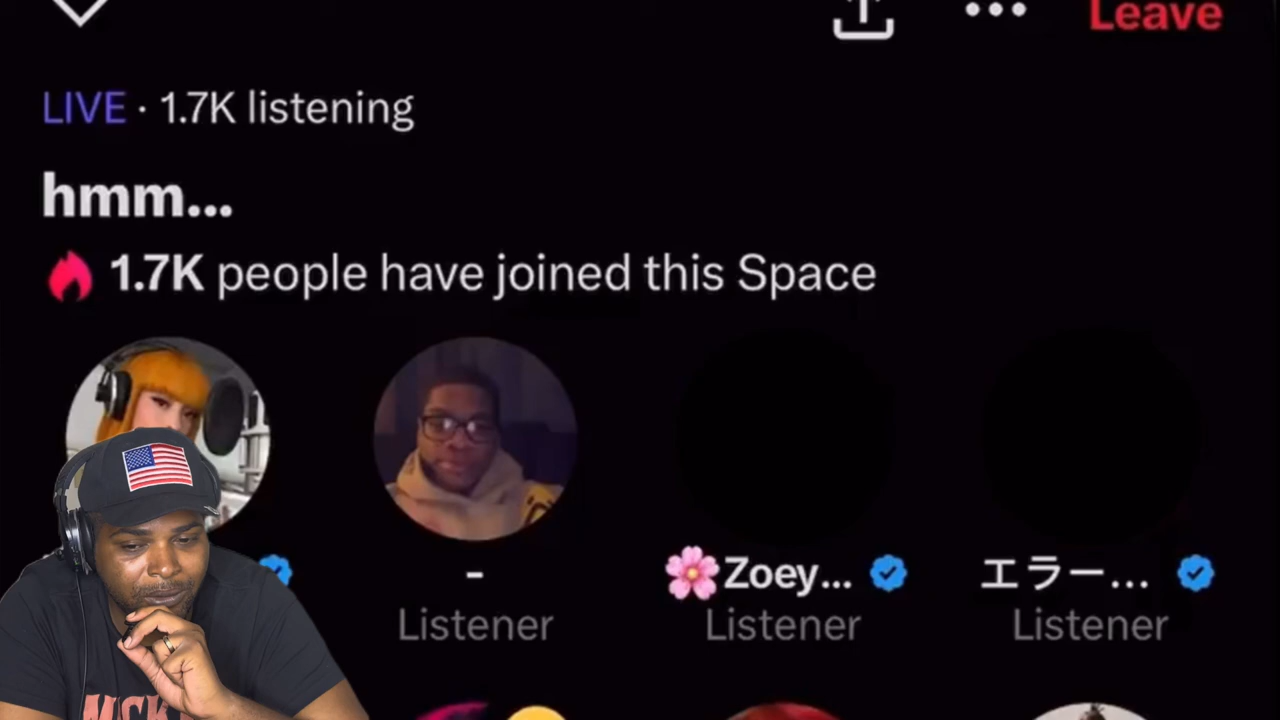 Leave
LIVE · 1.7K listening
hmm...
1.7K people have joined this Space
-
Zoey...
エラー...
Listener
Listener
Listener